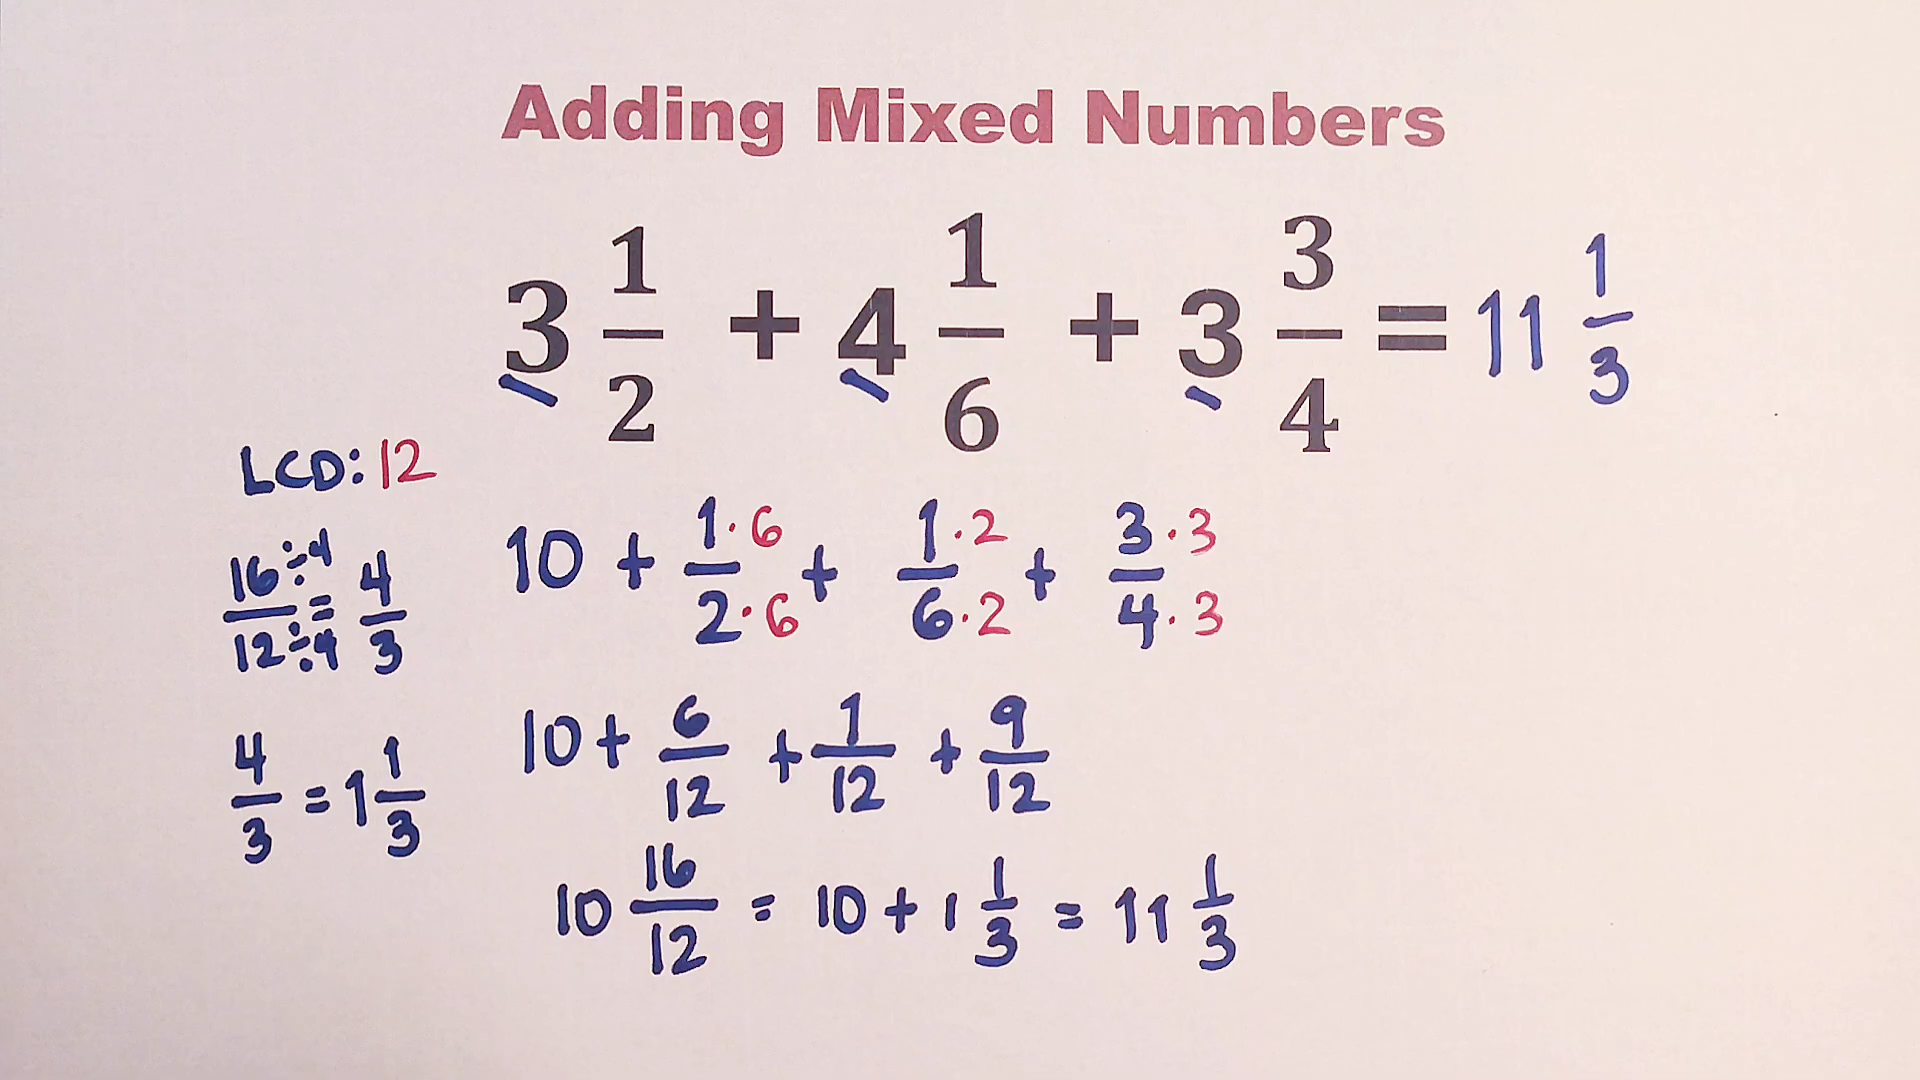 Adding Mixed Numbers
3 1/2 + 4 1/6 + 3 3/4 = 11 1/3
LCD: 12
10 + 1·6/2·6 + 1·2/6·2 + 3·3/4·3
16÷4/12÷4 = 4/3
10 + 6/12 + 1/12 + 9/12
4/3 = 1 1/3
10 16/12 = 10 + 1 1/3 = 11 1/3